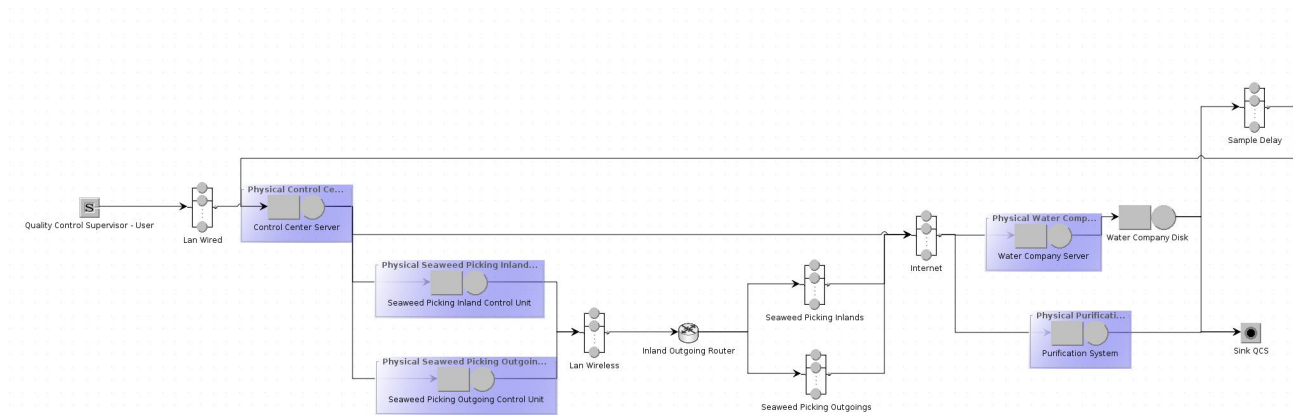 Sample Delay
Physical Control Ce...
S
Quality Control Supervisor - User
Lan Wired
Control Center Server
Physical Water Comp...
Water Company Disk
Water Company Server
Internet
Physical Seaweed Picking Inland...
Seaweed Picking Inland Control Unit
Seaweed Picking Inlands
Physical Purificati...
Inland Outgoing Router
Purification System
Sink QCS
Lan Wireless
Physical Seaweed Picking Outgoin...
Seaweed Picking Outgoing Control Unit
Seaweed Picking Outgoings